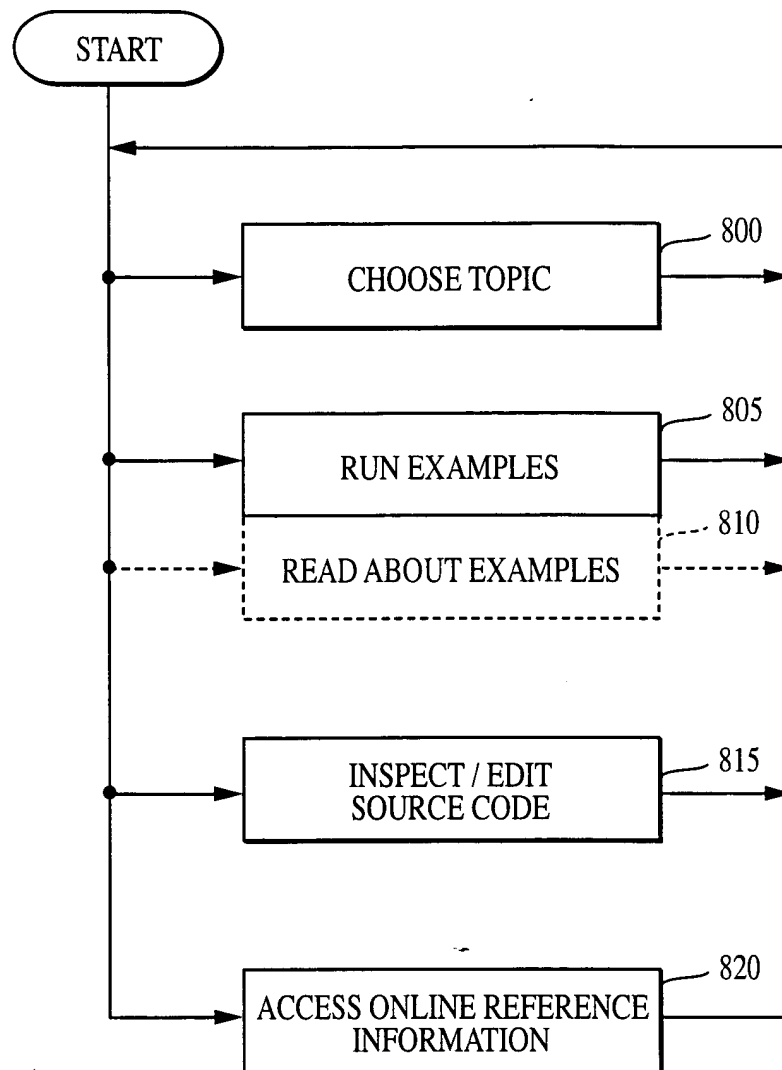 START
800
CHOOSE TOPIC
805
RUN EXAMPLES
810
READ ABOUT EXAMPLES
815
INSPECT / EDIT
SOURCE CODE
820
ACCESS ONLINE REFERENCE
INFORMATION